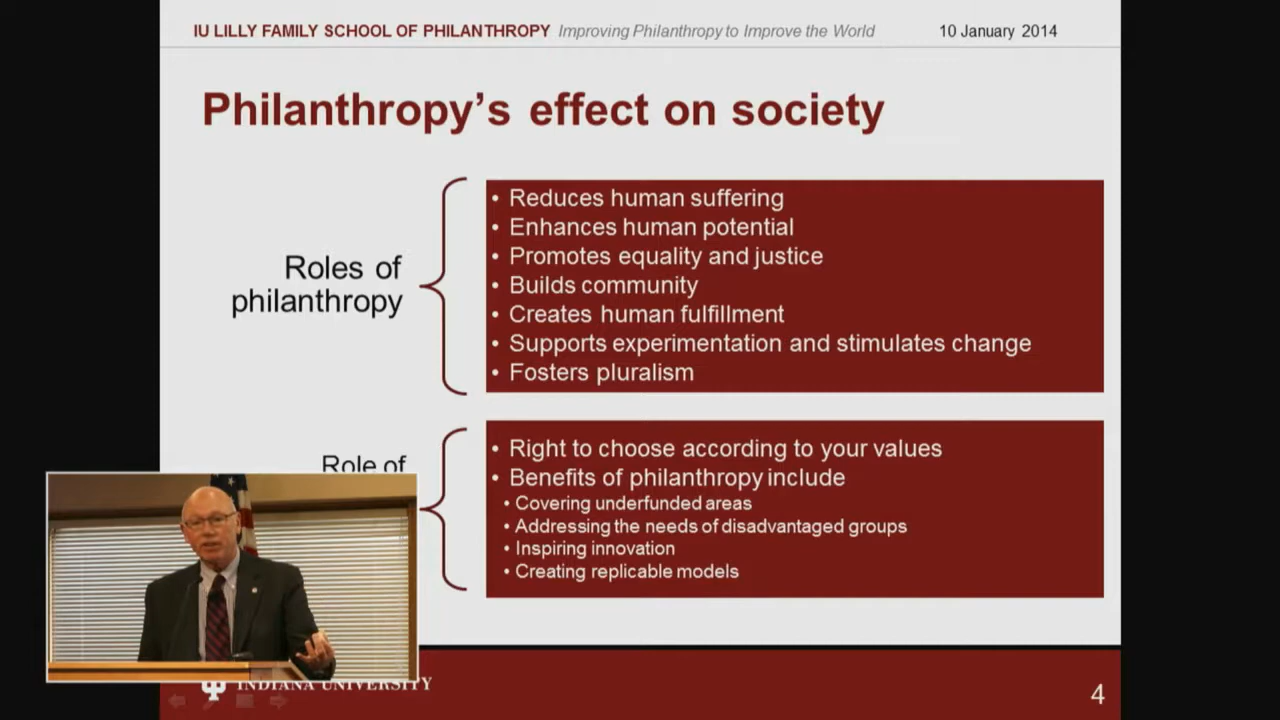 IU LILLY FAMILY SCHOOL OF PHILANTHROPY Improving Philanthropy to Improve the World 10 January 2014
Philanthropy's effect on society
Roles of
philanthropy
• Reduces human suffering
• Enhances human potential
• Promotes equality and justice
• Builds community
• Creates human fulfillment
• Supports experimentation and stimulates change
• Fosters pluralism
Role of
• Right to choose according to your values
• Benefits of philanthropy include
• Covering underfunded areas
• Addressing the needs of disadvantaged groups
• Inspiring innovation
• Creating replicable models
INDIANA UNIVERSITY
4